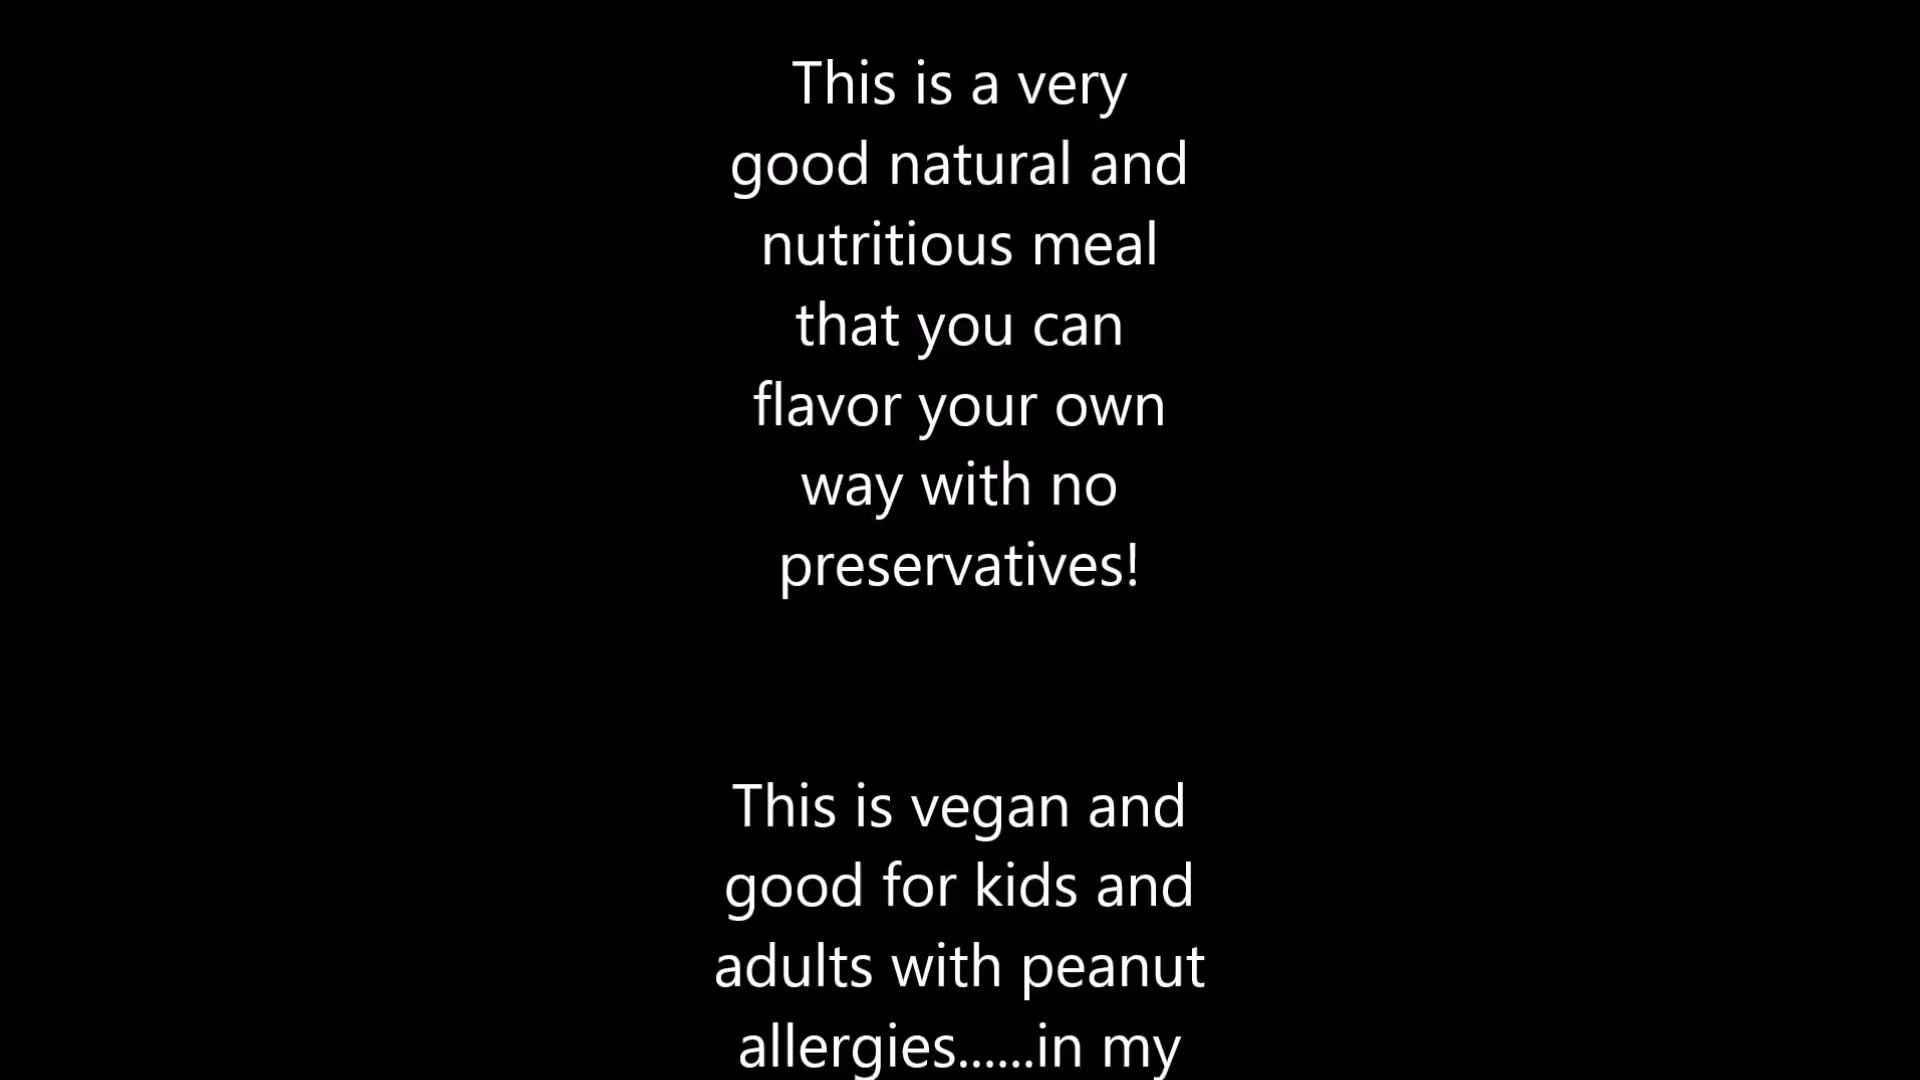 This is a very
good natural and
nutritious meal
that you can
flavor your own
way with no
preservatives!
This is vegan and
good for kids and
adults with peanut
allergies......in my